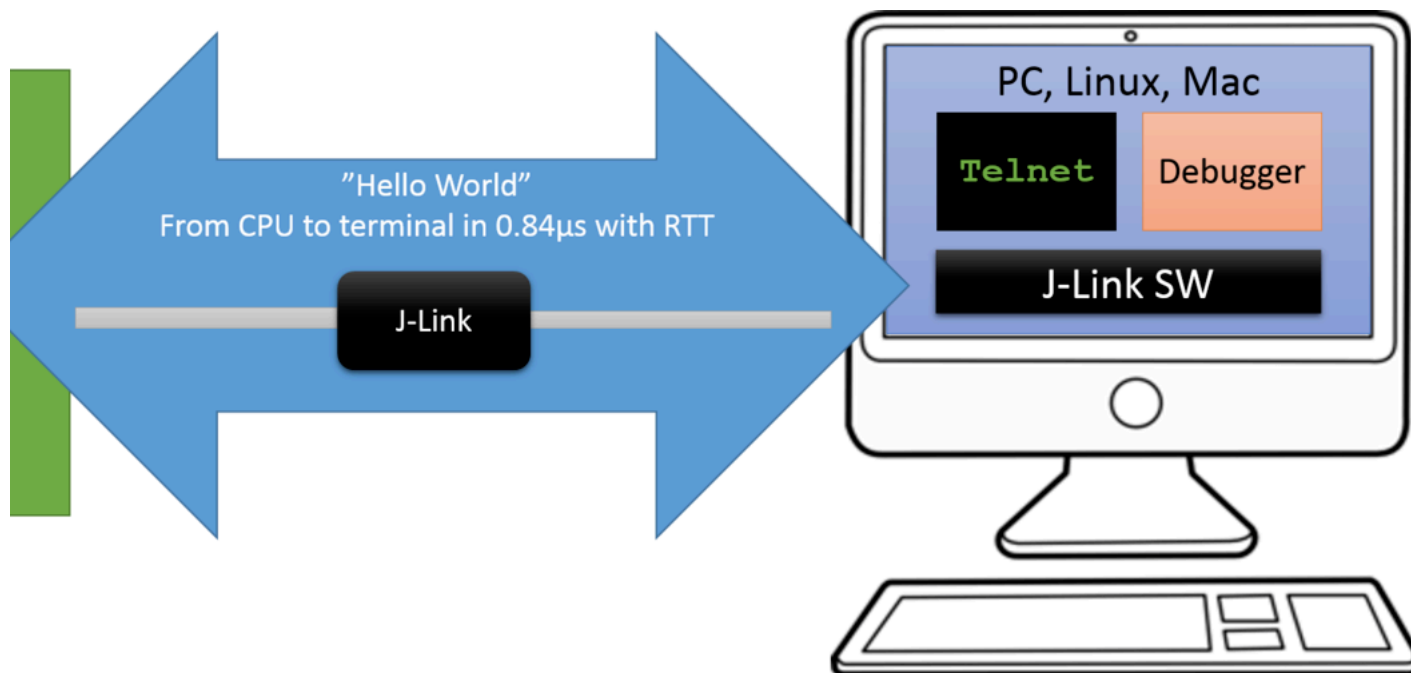 ”Hello World”
From CPU to terminal in 0.84µs with RTT
J-Link
PC, Linux, Mac
Telnet
Debugger
J-Link SW